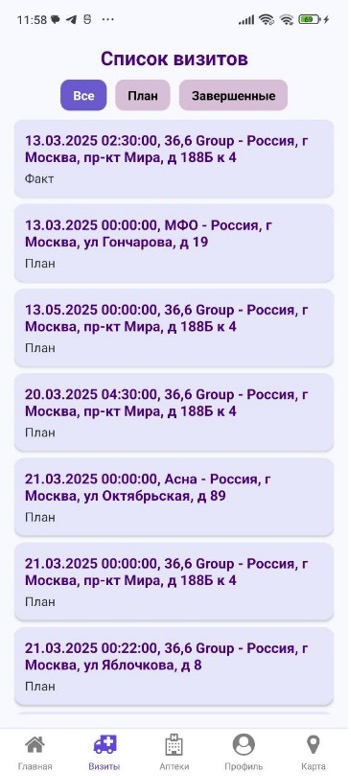 11:58
69
Список визитов
Все
План
Завершенные
13.03.2025 02:30:00, 36,6 Group - Россия, г
Москва, пр-кт Мира, д 188Б к 4
Факт
13.03.2025 00:00:00, МФО - Россия, г
Москва, ул Гончарова, д 19
План
13.05.2025 00:00:00, 36,6 Group - Россия, г
Москва, пр-кт Мира, д 188Б к 4
План
20.03.2025 04:30:00, 36,6 Group - Россия, г
Москва, пр-кт Мира, д 188Б к 4
План
21.03.2025 00:00:00, Асна - Россия, г
Москва, ул Октябрьская, д 89
План
21.03.2025 00:00:00, 36,6 Group - Россия, г
Москва, пр-кт Мира, д 188Б к 4
План
21.03.2025 00:22:00, 36,6 Group - Россия, г
Москва, ул Яблочкова, д 8
План
Главная
Визиты
Аптеки
Профиль
Карта